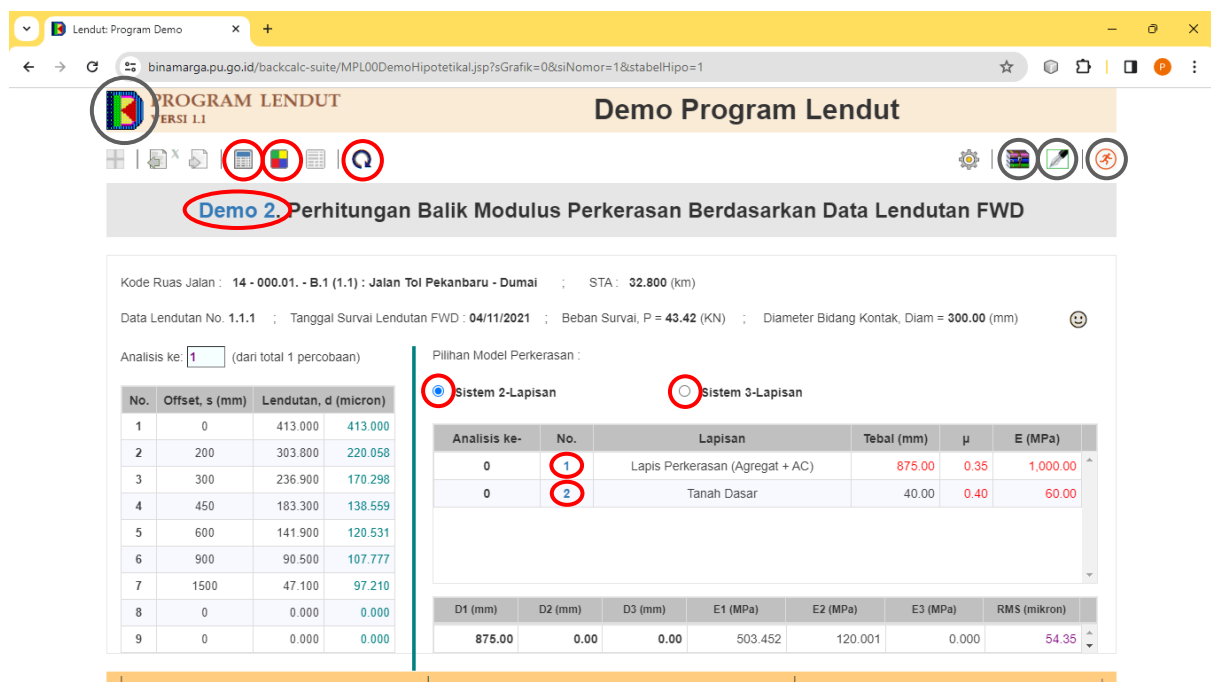 Lendut: Program Demo
binamarga.pu.go.id/backcalc-suite/MPL00DemoHipotetikal.jsp?sGrafik=0&siNomor=1&stabelHipo=1
P
PROGRAM LENDUT
VERSI 1.1
Demo Program Lendut
X
Demo 2. Perhitungan Balik Modulus Perkerasan Berdasarkan Data Lendutan FWD
Kode Ruas Jalan : 14 - 000.01. - B.1 (1.1) : Jalan Tol Pekanbaru - Dumai ; STA : 32.800 (km)
Data Lendutan No. 1.1.1 ; Tanggal Survai Lendutan FWD : 04/11/2021 ; Beban Survai, P = 43.42 (KN) ; Diameter Bidang Kontak, Diam = 300.00 (mm)
Analisis ke: 1 (dari total 1 percobaan)
No. Offset, s (mm) Lendutan, d (micron)
1 0 413.000 413.000
2 200 303.800 220.058
3 300 236.900 170.298
4 450 183.300 138.559
5 600 141.900 120.531
6 900 90.500 107.777
7 1500 47.100 97.210
8 0 0.000 0.000
9 0 0.000 0.000
Pilihan Model Perkerasan :
Sistem 2-Lapisan Sistem 3-Lapisan
Analisis ke- No. Lapisan Tebal (mm) μ E (MPa)
0 1 Lapis Perkerasan (Agregat + AC) 875.00 0.35 1,000.00
0 2 Tanah Dasar 40.00 0.40 60.00
D1 (mm) D2 (mm) D3 (mm) E1 (MPa) E2 (MPa) E3 (MPa) RMS (mikron)
875.00 0.00 0.00 503.452 120.001 0.000 54.35